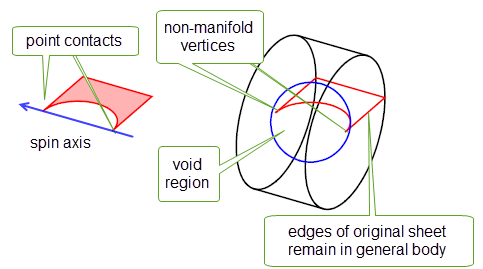 point contacts
spin axis
non-manifold
vertices
void
region
edges of original sheet
remain in general body